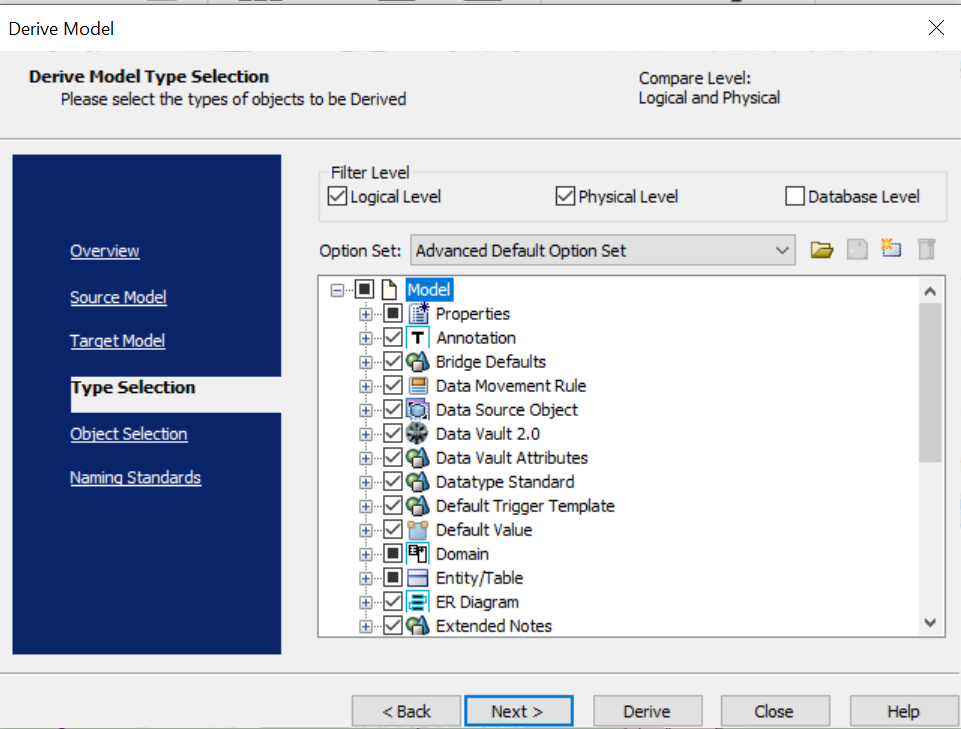 Derive Model
Derive Model Type Selection
Please select the types of objects to be Derived
Compare Level:
Logical and Physical
Overview
Source Model
Target Model
Type Selection
Object Selection
Naming Standards
Filter Level
Logical Level
Physical Level
Database Level
Option Set:
Advanced Default Option Set
Model
Properties
Annotation
Bridge Defaults
Data Movement Rule
Data Source Object
Data Vault 2.0
Data Vault Attributes
Datatype Standard
Default Trigger Template
Default Value
Domain
Entity/Table
ER Diagram
Extended Notes
< Back
Next >
Derive
Close
Help